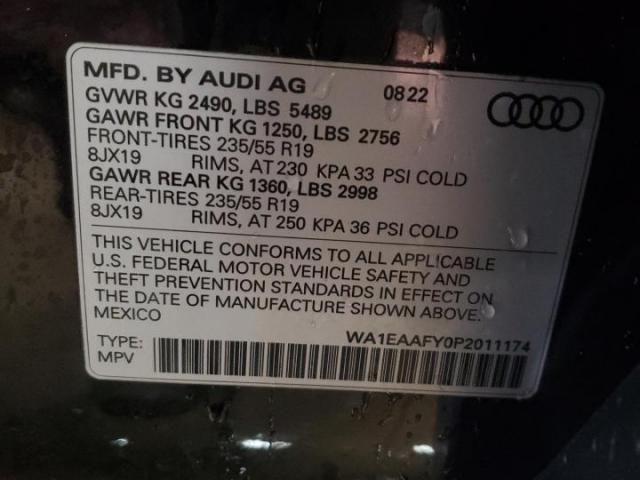 MFD. BY AUDI AG 0822
GVWR KG 2490, LBS 5489
GAWR FRONT KG 1250, LBS 2756
FRONT-TIRES 235/55 R19
8JX19 RIMS, AT 230 KPA 33 PSI COLD
GAWR REAR KG 1360, LBS 2998
REAR-TIRES 235/55 R19
8JX19 RIMS, AT 250 KPA 36 PSI COLD
THIS VEHICLE CONFORMS TO ALL APPLICABLE
U.S. FEDERAL MOTOR VEHICLE SAFETY AND
THEFT PREVENTION STANDARDS IN EFFECT ON
THE DATE OF MANUFACTURE SHOWN ABOVE.
MEXICO
WA1EAAFY0P2011174
TYPE:
MPV